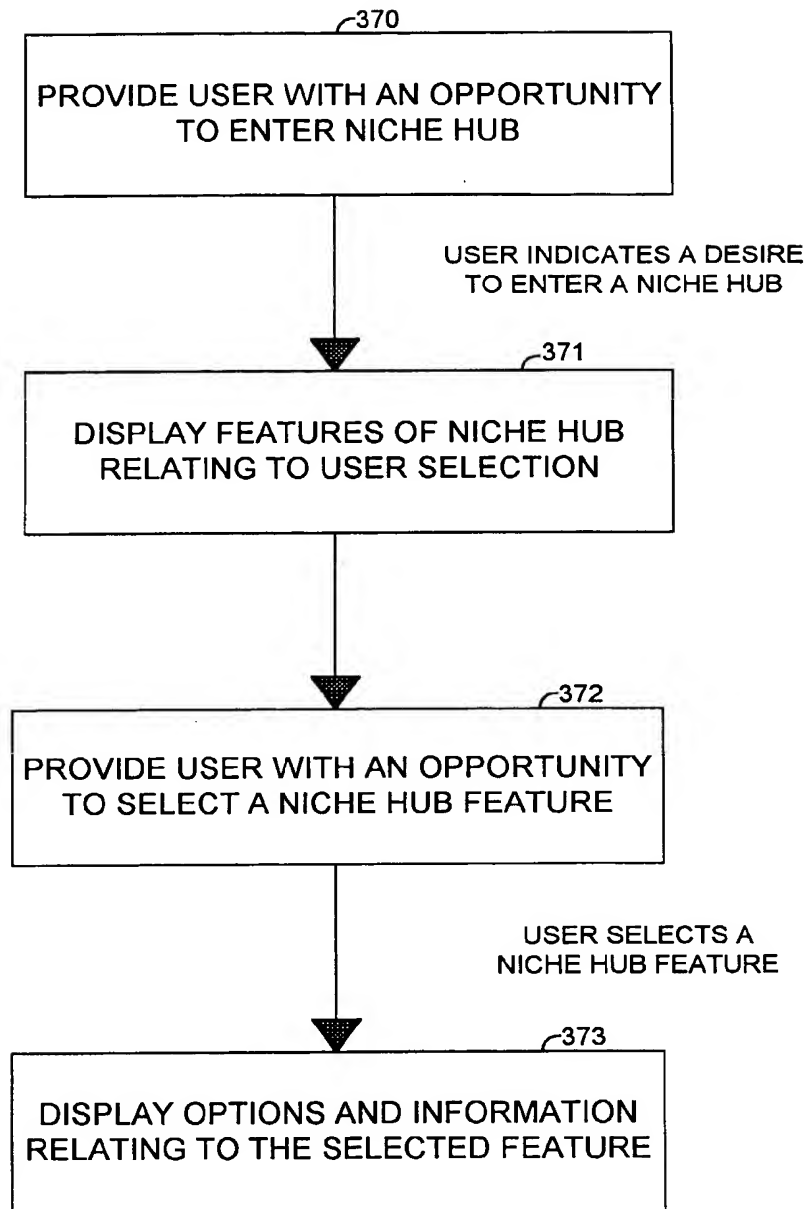 370
PROVIDE USER WITH AN OPPORTUNITY
TO ENTER NICHE HUB
USER INDICATES A DESIRE
TO ENTER A NICHE HUB
371
DISPLAY FEATURES OF NICHE HUB
RELATING TO USER SELECTION
372
PROVIDE USER WITH AN OPPORTUNITY
TO SELECT A NICHE HUB FEATURE
USER SELECTS A
NICHE HUB FEATURE
373
DISPLAY OPTIONS AND INFORMATION
RELATING TO THE SELECTED FEATURE